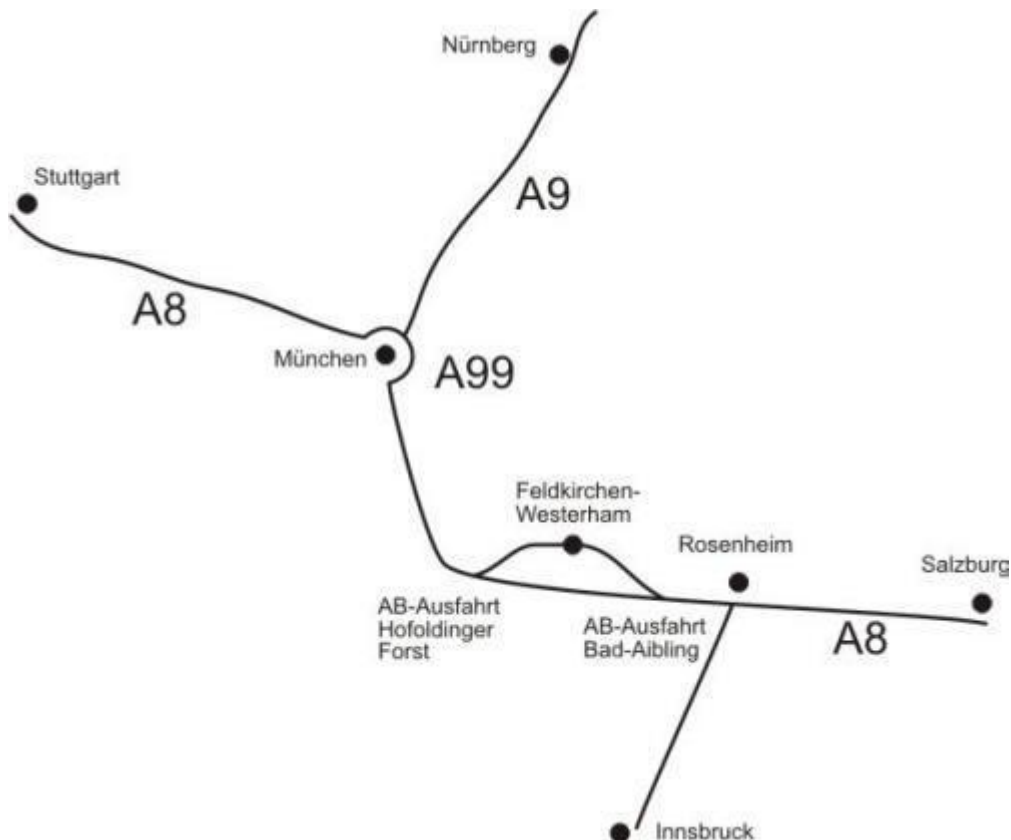 Nürnberg
Stuttgart
A9
A8
München
A99
Feldkirchen-
Westerham
Rosenheim
Salzburg
AB-Ausfahrt
Hofoldinger
Forst
AB-Ausfahrt
Bad-Aibling
A8
Innsbruck